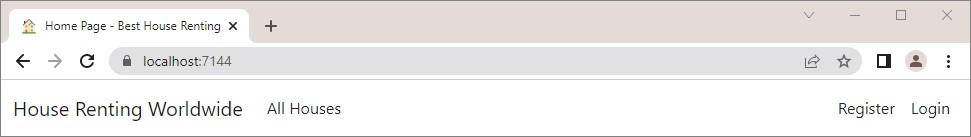 Home Page - Best House Renting
localhost:7144
House Renting Worldwide All Houses Register Login